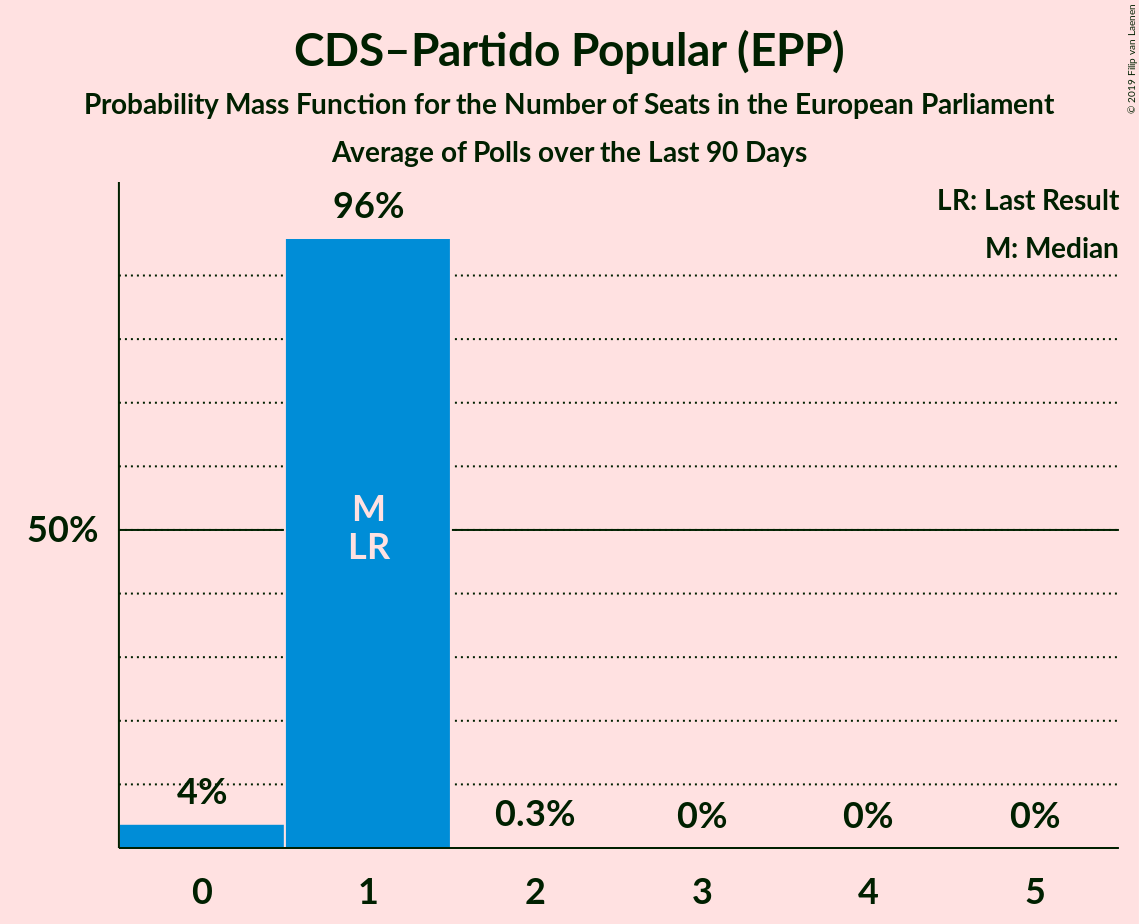 CDS–Partido Popular (EPP)
Probability Mass Function for the Number of Seats in the European Parliament
Average of Polls over the Last 90 Days
© 2019 Filip van Laenen
LR: Last Result
M: Median
96%
M
LR
50%
4%
0.3%
0%
0%
0%
0 1 2 3 4 5